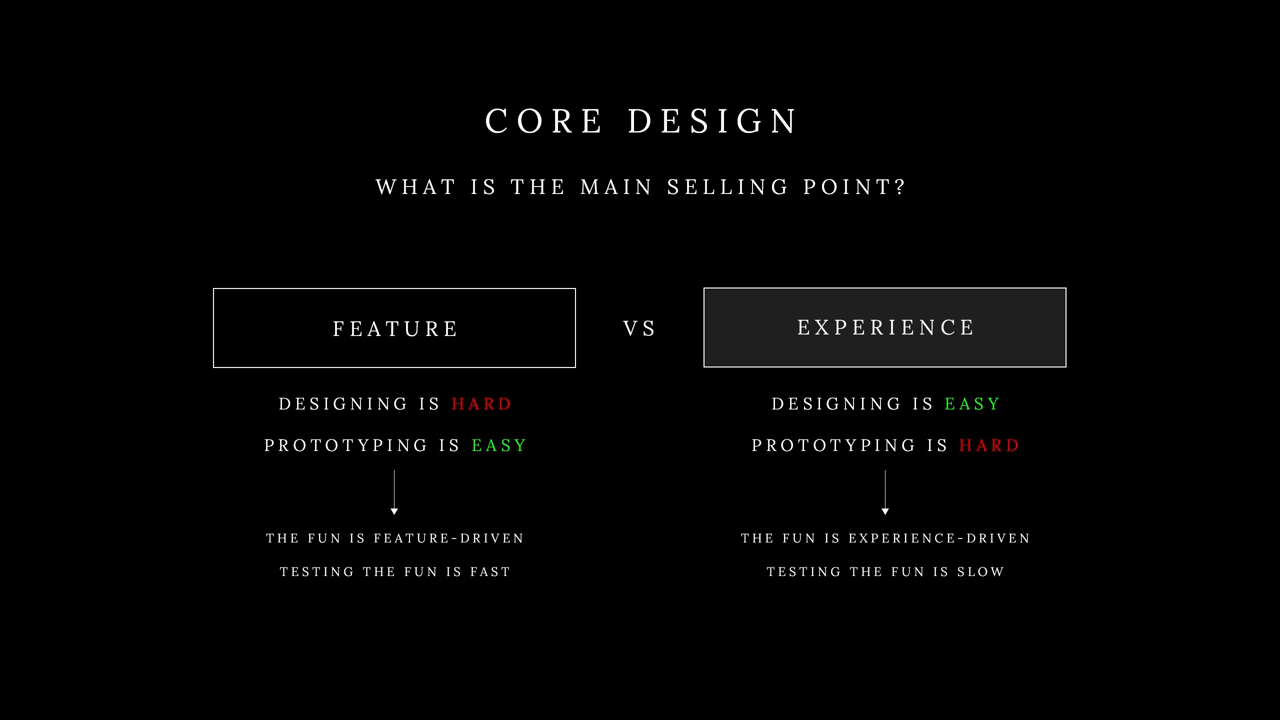 CORE DESIGN
WHAT IS THE MAIN SELLING POINT?
FEATURE
VS
EXPERIENCE
DESIGNING IS HARD
PROTOTYPING IS EASY
THE FUN IS FEATURE-DRIVEN
TESTING THE FUN IS FAST
DESIGNING IS EASY
PROTOTYPING IS HARD
THE FUN IS EXPERIENCE-DRIVEN
TESTING THE FUN IS SLOW